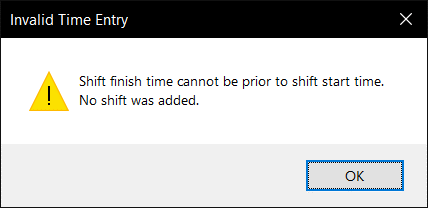 Invalid Time Entry
Shift finish time cannot be prior to shift start time.
No shift was added.
OK